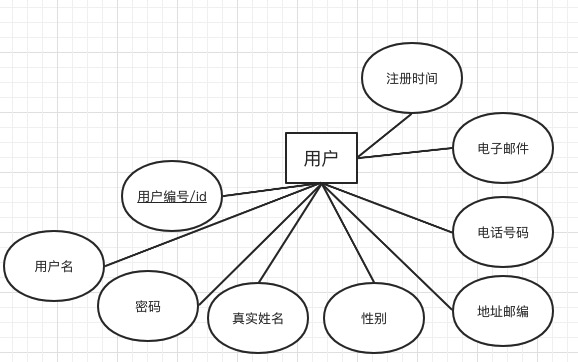 注册时间
电子邮件
用户
用户编号/id
电话号码
用户名
密码
真实姓名
性别
地址邮编